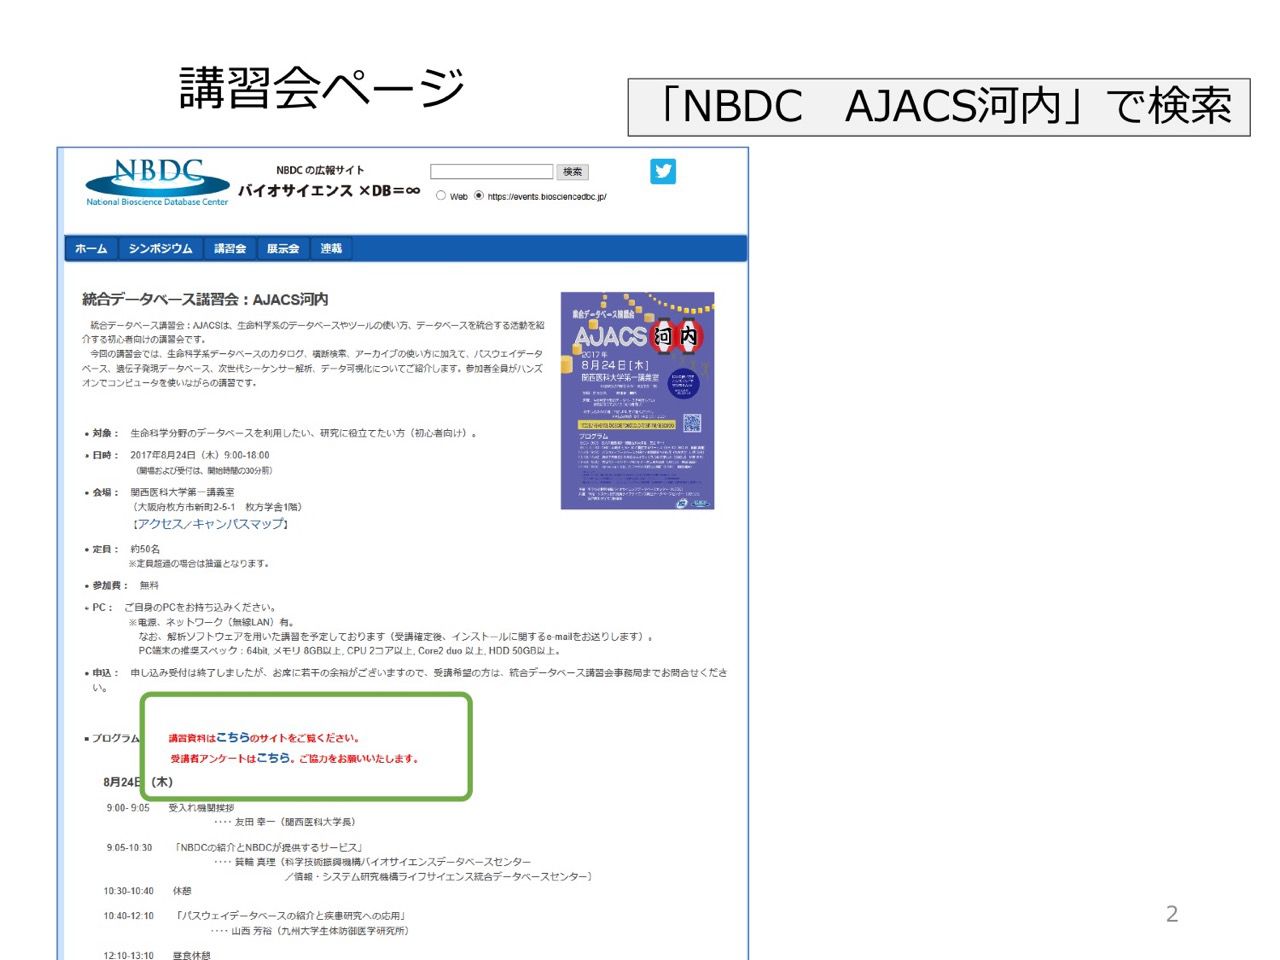 講習会ページ
「NBDC　AJACS河内」で検索
NBDC
National Bioscience Database Center
NBDC の広報サイト
バイオサイエンス ×DB＝∞
検索
Web https://events.biosciencedbc.jp/
ホーム シンポジウム 講習会 展示会 連載
統合データベース講習会：AJACS河内
統合データベース講習会：AJACSは、生命科学系のデータベースやツールの使い方、データベースを統合する活動を紹
介する初心者向けの講習会です。
今回の講習会では、生命科学系データベースのカタログ、横断検索、アーカイブの使い方に加えて、パスウェイデータ
ベース、遺伝子発現データベース、次世代シーケンサー解析、データ可視化についてご紹介します。参加者全員がハンズ
オンでコンピュータを使いながらの講習です。
統合データベース講習会
AJACS 河内
2017年
8月24日[木]
関西医科大学第一講義室
プログラム
• 対象： 生命科学分野のデータベースを利用したい、研究に役立てたい方（初心者向け）。
• 日時： 2017年8月24日（木）9:00-18:00
（開場および受付は、開始時間の30分前）
• 会場： 関西医科大学第一講義室
（大阪府枚方市新町2-5-1 枚方学舎1階）
【アクセス／キャンパスマップ】
• 定員： 約50名
※定員超過の場合は抽選となります。
• 参加費： 無料
• PC： ご自身のPCをお持ち込みください。
※電源、ネットワーク（無線LAN）有。
なお、解析ソフトウェアを用いた講習を予定しております（受講確定後、インストールに関するe-mailをお送りします）。
PC端末の推奨スペック：64bit, メモリ 8GB以上, CPU 2コア以上, Core2 duo 以上, HDD 50GB以上。
• 申込： 申し込み受付は終了しましたが、お席に若干の余裕がございますので、受講希望の方は、統合データベース講習会事務局までお問合せくださ
い。
■ プログラム 講習資料はこちらのサイトをご覧ください。
受講者アンケートはこちら。ご協力をお願いいたします。
8月24日（木）
9:00- 9:05 受入れ機関挨拶
‥‥ 友田 幸一（関西医科大学長）
9:05-10:30 「NBDCの紹介とNBDCが提供するサービス」
‥‥ 箕輪 真理（科学技術振興機構バイオサイエンスデータベースセンター
／情報・システム研究機構ライフサイエンス統合データベースセンター）
10:30-10:40 休憩
10:40-12:10 「パスウェイデータベースの紹介と疾患研究への応用」
‥‥ 山西 芳裕（九州大学生体防御医学研究所）
12:10-13:10 昼食休憩
2